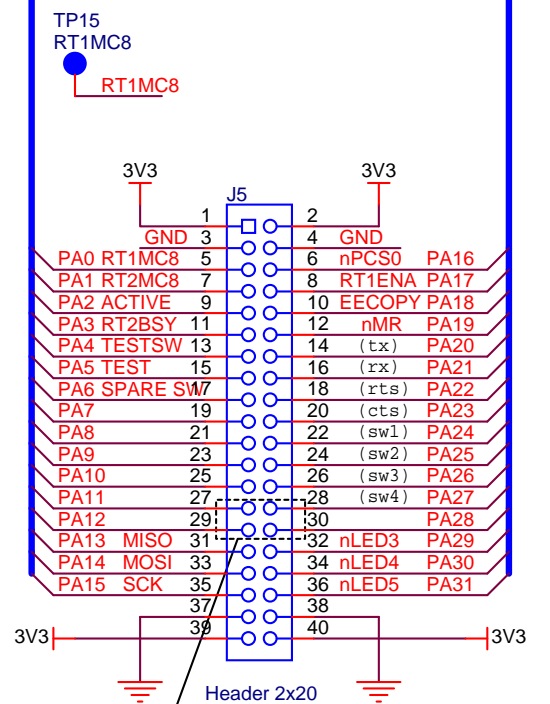 TP15
RT1MC8
RT1MC8
3V3 3V3
J5
1 2
GND 3 4 GND
PA0 RT1MC8 5 6 nPCS0 PA16
PA1 RT2MC8 7 8 RT1ENA PA17
PA2 ACTIVE 9 10 EECOPY PA18
PA3 RT2BSY 11 12 nMR PA19
PA4 TESTSW 13 14 (tx) PA20
PA5 TEST 15 16 (rx) PA21
PA6 SPARE SW 17 18 (rts) PA22
PA7 19 20 (cts) PA23
PA8 21 22 (sw1) PA24
PA9 23 24 (sw2) PA25
PA10 25 26 (sw3) PA26
PA11 27 28 (sw4) PA27
PA12 29 30 PA28
PA13 MISO 31 32 nLED3 PA29
PA14 MOSI 33 34 nLED4 PA30
PA15 SCK 35 36 nLED5 PA31
37 38
3V3 39 40 3V3
Header 2x20